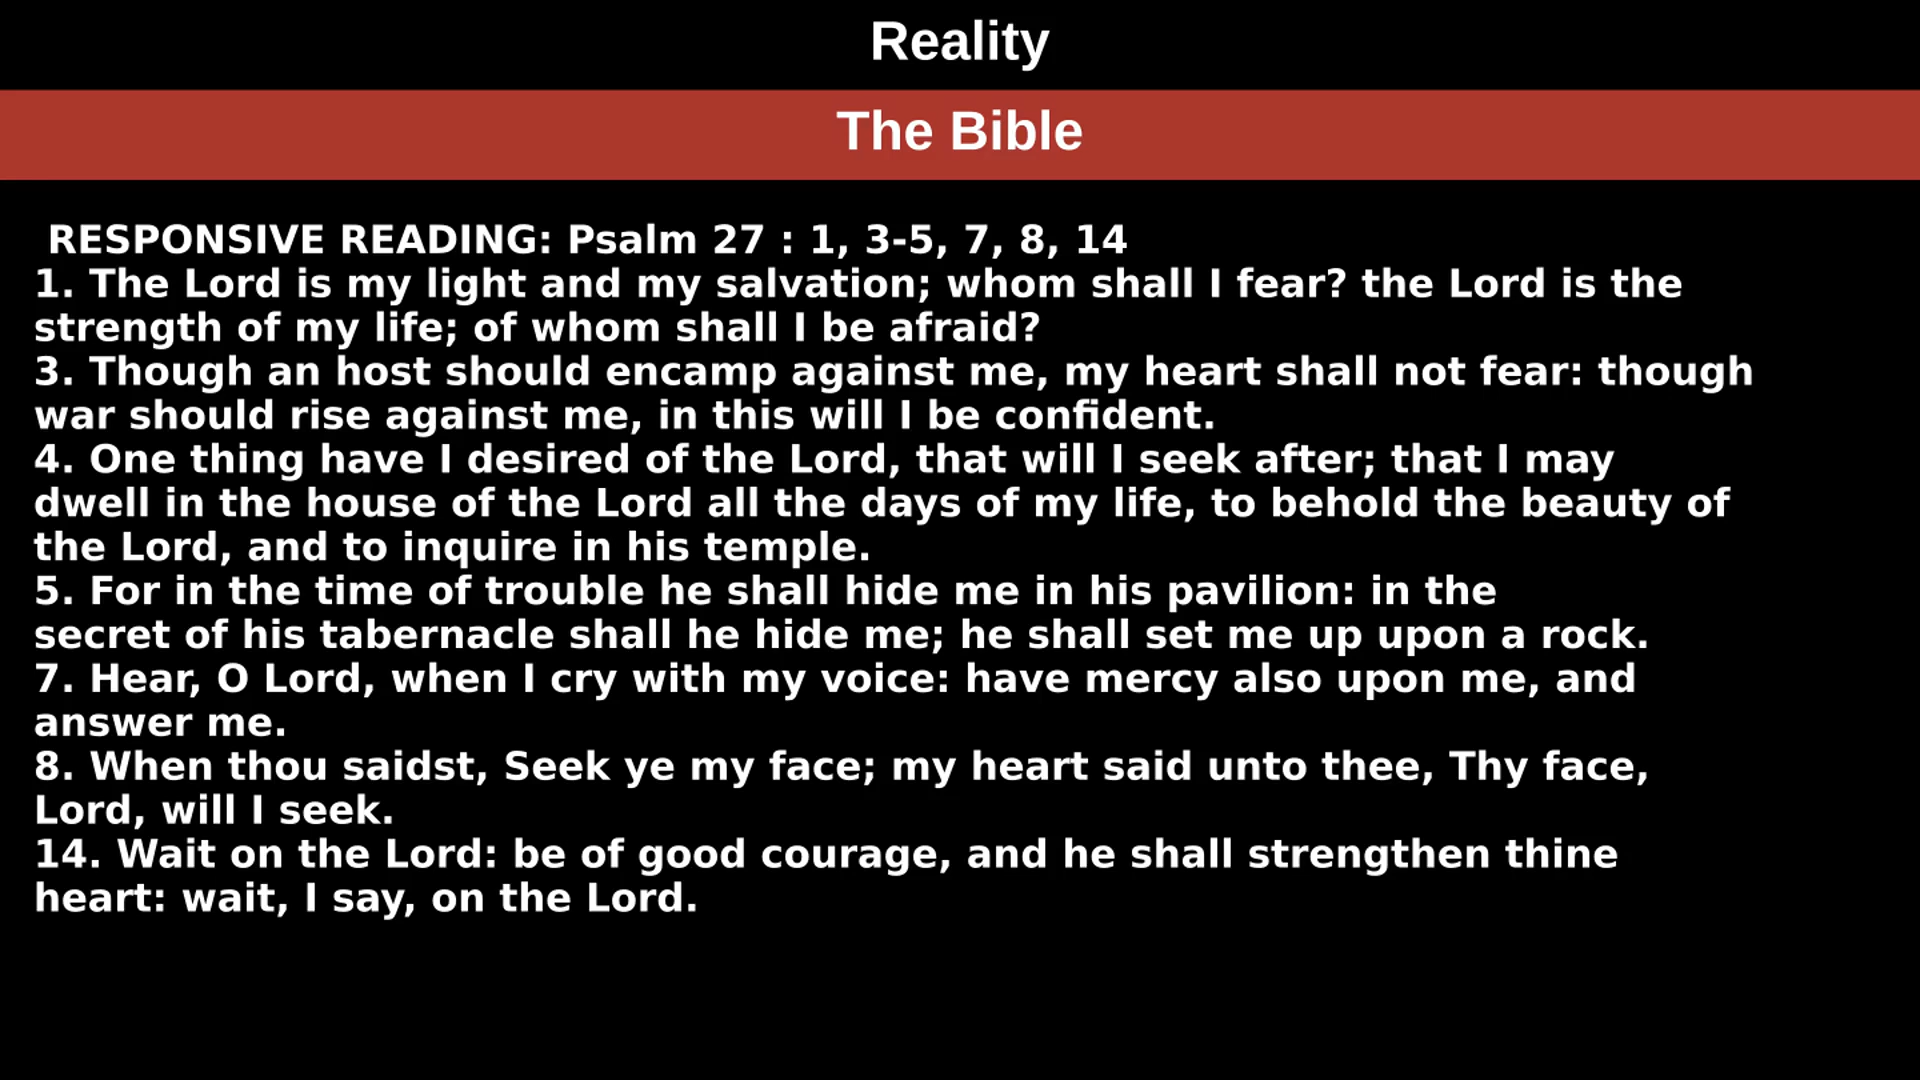 Reality
The Bible
RESPONSIVE READING: Psalm 27 : 1, 3-5, 7, 8, 14
1. The Lord is my light and my salvation; whom shall I fear? the Lord is the
strength of my life; of whom shall I be afraid?
3. Though an host should encamp against me, my heart shall not fear: though
war should rise against me, in this will I be confident.
4. One thing have I desired of the Lord, that will I seek after; that I may
dwell in the house of the Lord all the days of my life, to behold the beauty of
the Lord, and to inquire in his temple.
5. For in the time of trouble he shall hide me in his pavilion: in the
secret of his tabernacle shall he hide me; he shall set me up upon a rock.
7. Hear, O Lord, when I cry with my voice: have mercy also upon me, and
answer me.
8. When thou saidst, Seek ye my face; my heart said unto thee, Thy face,
Lord, will I seek.
14. Wait on the Lord: be of good courage, and he shall strengthen thine
heart: wait, I say, on the Lord.